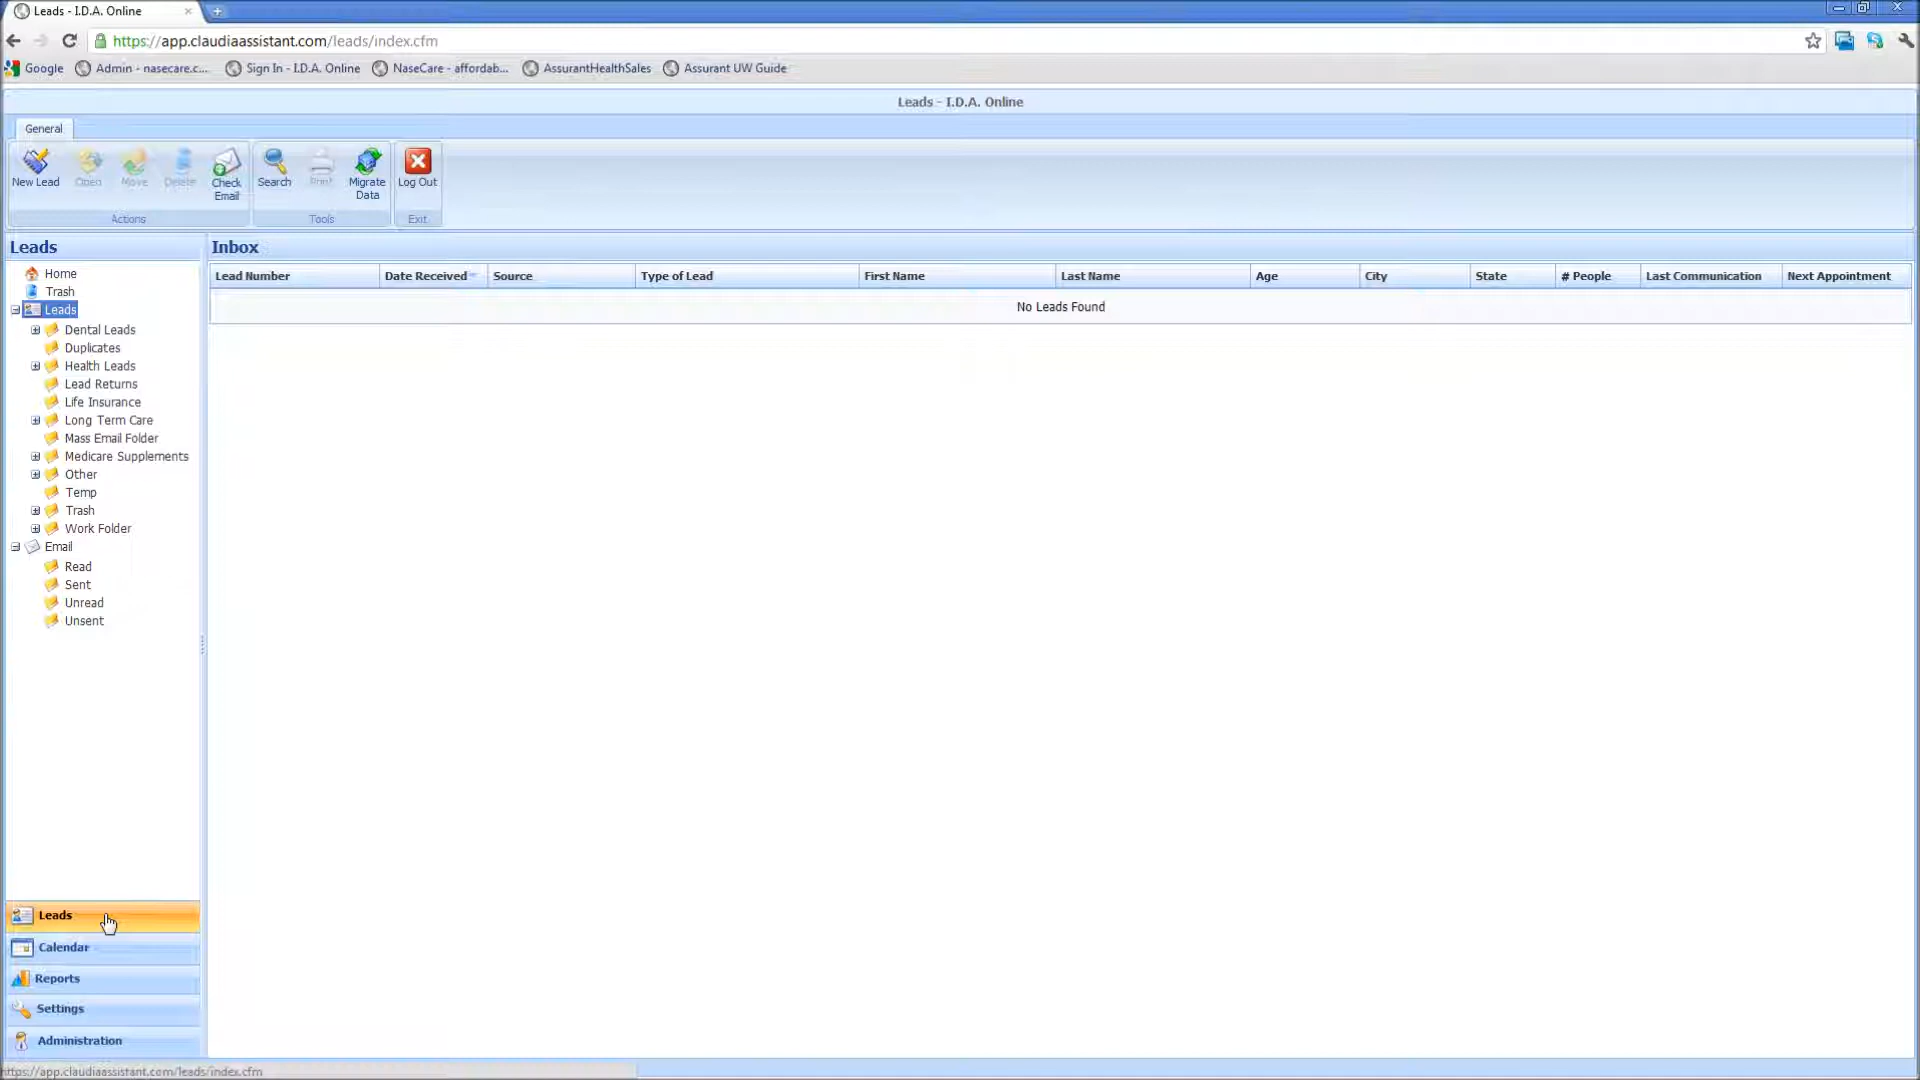 Leads - I.D.A. Online
https://app.claudiaassistant.com/leads/index.cfm
Google Admin - nasecare.c... Sign In - I.D.A. Online NaseCare - affordab... AssurantHealthSales Assurant UW Guide
Leads - I.D.A. Online
General
New Lead Open Move Delete Check Email Search Print Migrate Data Log Out
Actions Tools Exit
Leads
Home
Trash
Leads
Dental Leads
Duplicates
Health Leads
Lead Returns
Life Insurance
Long Term Care
Mass Email Folder
Medicare Supplements
Other
Temp
Trash
Work Folder
Email
Read
Sent
Unread
Unsent
Inbox
Lead Number Date Received Source Type of Lead First Name Last Name Age City State # People Last Communication Next Appointment
No Leads Found
Leads
Calendar
Reports
Settings
Administration
https://app.claudiaassistant.com/leads/index.cfm